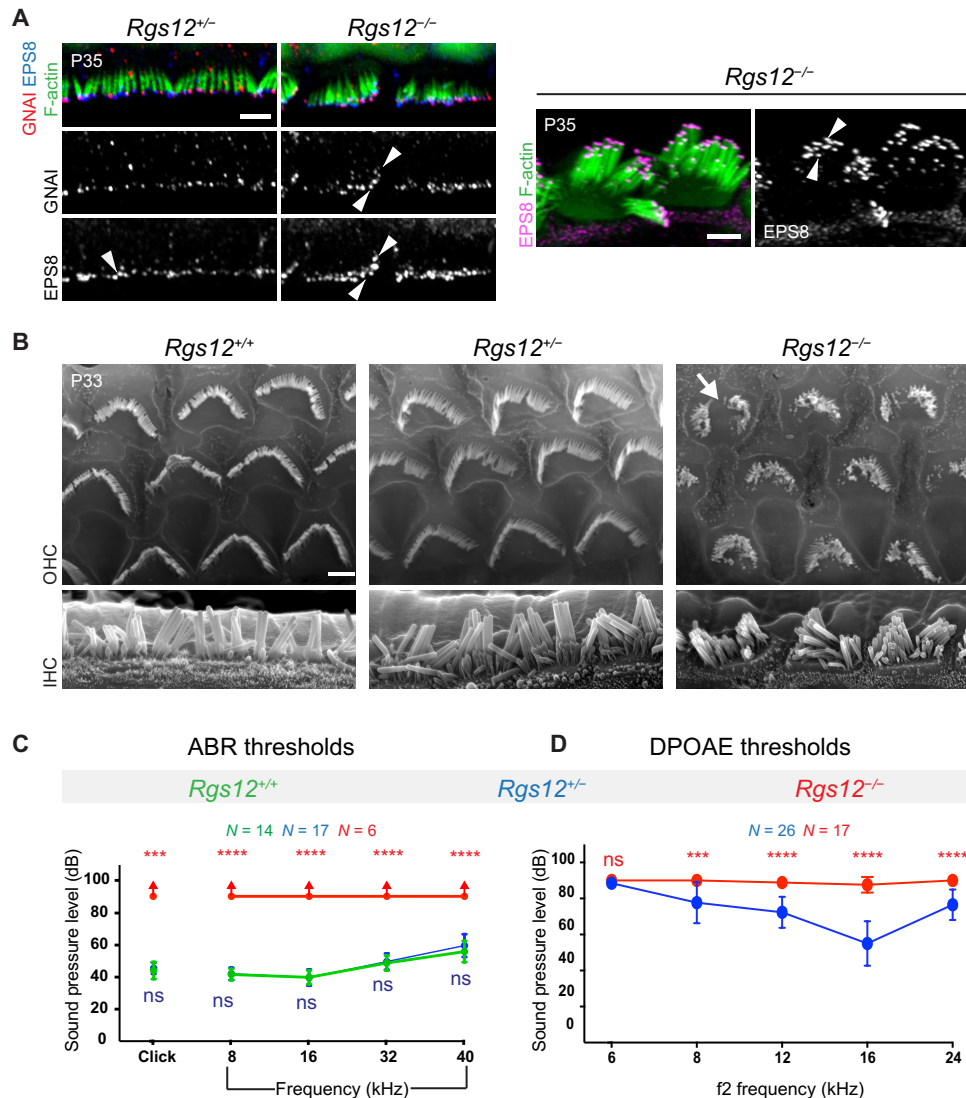 A
Rgs12+/−
Rgs12−/−
GNAI EPS8
F-actin
P35
GNAI
EPS8
Rgs12−/−
EPS8 F-actin
P35
EPS8
B
Rgs12+/+
Rgs12+/−
Rgs12−/−
P33
OHC
IHC
C
ABR thresholds
D
DPOAE thresholds
Rgs12+/+
Rgs12+/−
Rgs12−/−
N = 14 N = 17 N = 6
*** **** **** **** ****
Sound pressure level (dB)
100
80
60
40
20
0
ns ns ns ns ns
Click 8 16 32 40
Frequency (kHz)
N = 26 N = 17
ns *** **** **** ****
Sound pressure level (dB)
100
80
60
40
20
0
6 8 12 16 24
f2 frequency (kHz)